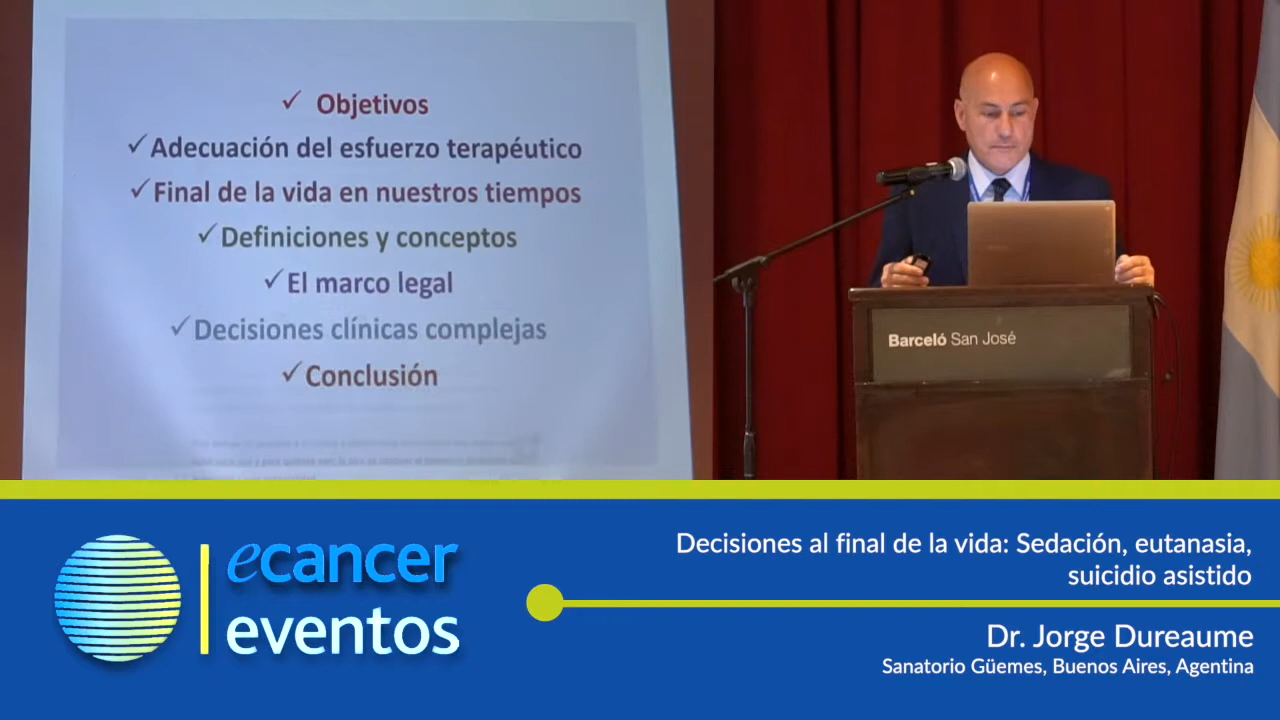 ✓ Objetivos
✓ Adecuación del esfuerzo terapéutico
✓ Final de la vida en nuestros tiempos
✓ Definiciones y conceptos
✓ El marco legal
✓ Decisiones clínicas complejas
✓ Conclusión
Barceló San José
ecancer
eventos
Decisiones al final de la vida: Sedación, eutanasia,
suicidio asistido
Dr. Jorge Dureaume
Sanatorio Güemes, Buenos Aires, Agentina